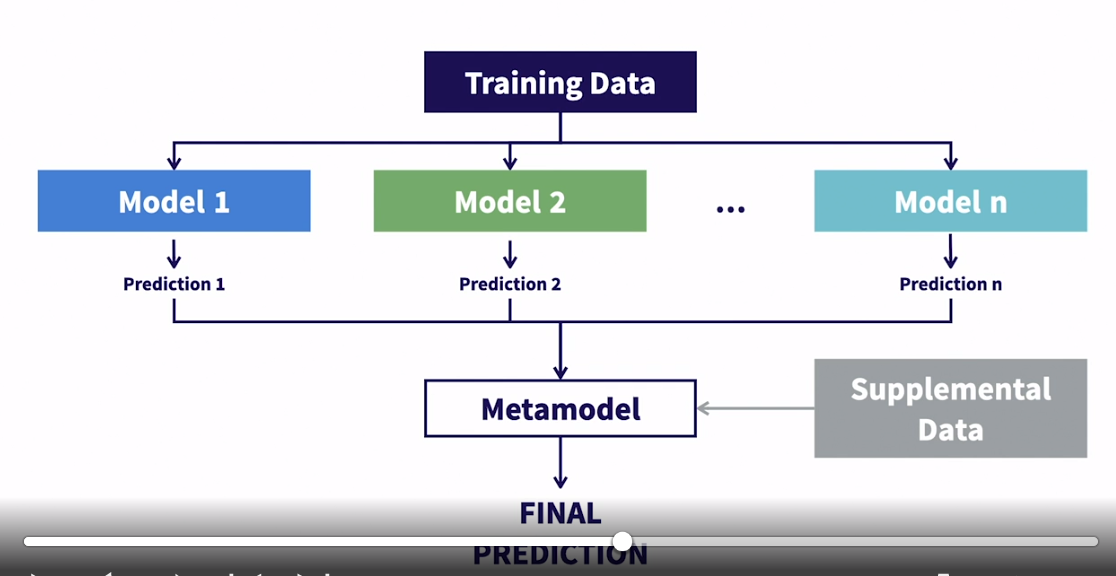 Training Data
Model 1
Model 2
...
Model n
Prediction 1
Prediction 2
Prediction n
Metamodel
Supplemental
Data
FINAL
PREDICTION